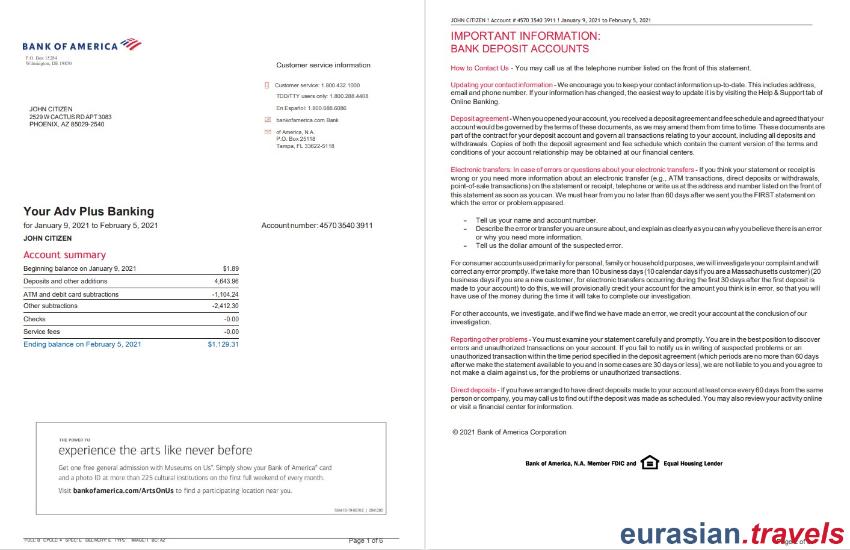 BANK OF AMERICA
P.O. Box 15284
Wilmington, DE 19850
Customer service information
Customer service: 1.800.432.1000
TDD/TTY users only: 1.800.288.4408
En Español: 1.800.688.6086
bankofamerica.com Bank
of America, N.A.
P.O. Box 25118
Tampa, FL 33622-5118
JOHN CITIZEN
2529 W CACTUS RD APT 3083
PHOENIX, AZ 85029-2540
Your Adv Plus Banking
for January 9, 2021 to February 5, 2021
Account number: 4570 3540 3911
JOHN CITIZEN
Account summary
Beginning balance on January 9, 2021 $1.89
Deposits and other additions 4,643.96
ATM and debit card subtractions -1,104.24
Other subtractions -2,412.30
Checks -0.00
Service fees -0.00
Ending balance on February 5, 2021 $1,129.31
THE POWER TO
experience the arts like never before
Get one free general admission with Museums on Us®. Simply show your Bank of America® card
and a photo ID at more than 225 cultural institutions on the first full weekend of every month.
Visit bankofamerica.com/ArtsOnUs to find a participating location near you.
Page 1 of 6
JOHN CITIZEN ! Account # 4570 3540 3911 ! January 9, 2021 to February 5, 2021
IMPORTANT INFORMATION:
BANK DEPOSIT ACCOUNTS
How to Contact Us - You may call us at the telephone number listed on the front of this statement.
Updating your contact information - We encourage you to keep your contact information up-to-date. This includes address,
email and phone number. If your information has changed, the easiest way to update it is by visiting the Help & Support tab of
Online Banking.
Deposit agreement - When you opened your account, you received a deposit agreement and fee schedule and agreed that your
account would be governed by the terms of these documents, as we may amend them from time to time. These documents are
part of the contract for your deposit account and govern all transactions relating to your account, including all deposits and
withdrawals. Copies of both the deposit agreement and fee schedule which contain the current version of the terms and
conditions of your account relationship may be obtained at our financial centers.
Electronic transfers: In case of errors or questions about your electronic transfers - If you think your statement or receipt is
wrong or you need more information about an electronic transfer (e.g., ATM transactions, direct deposits or withdrawals,
point-of-sale transactions) on the statement or receipt, telephone or write us at the address and number listed on the front of
this statement as soon as you can. We must hear from you no later than 60 days after we sent you the FIRST statement on
which the error or problem appeared.
- Tell us your name and account number.
- Describe the error or transfer you are unsure about, and explain as clearly as you can why you believe there is an error
or why you need more information.
- Tell us the dollar amount of the suspected error.
For consumer accounts used primarily for personal, family or household purposes, we will investigate your complaint and will
correct any error promptly. If we take more than 10 business days (10 calendar days if you are a Massachusetts customer) (20
business days if you are a new customer, for electronic transfers occurring during the first 30 days after the first deposit is
made to your account) to do this, we will provisionally credit your account for the amount you think is in error, so that you will
have use of the money during the time it will take to complete our investigation.
For other accounts, we investigate, and if we find we have made an error, we credit your account at the conclusion of our
investigation.
Reporting other problems - You must examine your statement carefully and promptly. You are in the best position to discover
errors and unauthorized transactions on your account. If you fail to notify us in writing of suspected problems or an
unauthorized transaction within the time period specified in the deposit agreement (which periods are no more than 60 days
after we make the statement available to you and in some cases are 30 days or less), we are not liable to you and you agree to
not make a claim against us, for the problems or unauthorized transactions.
Direct deposits - If you have arranged to have direct deposits made to your account at least once every 60 days from the same
person or company, you may call us to find out if the deposit was made as scheduled. You may also review your activity online
or visit a financial center for information.
© 2021 Bank of America Corporation
Bank of America, N.A. Member FDIC and Equal Housing Lender
eurasian.travels